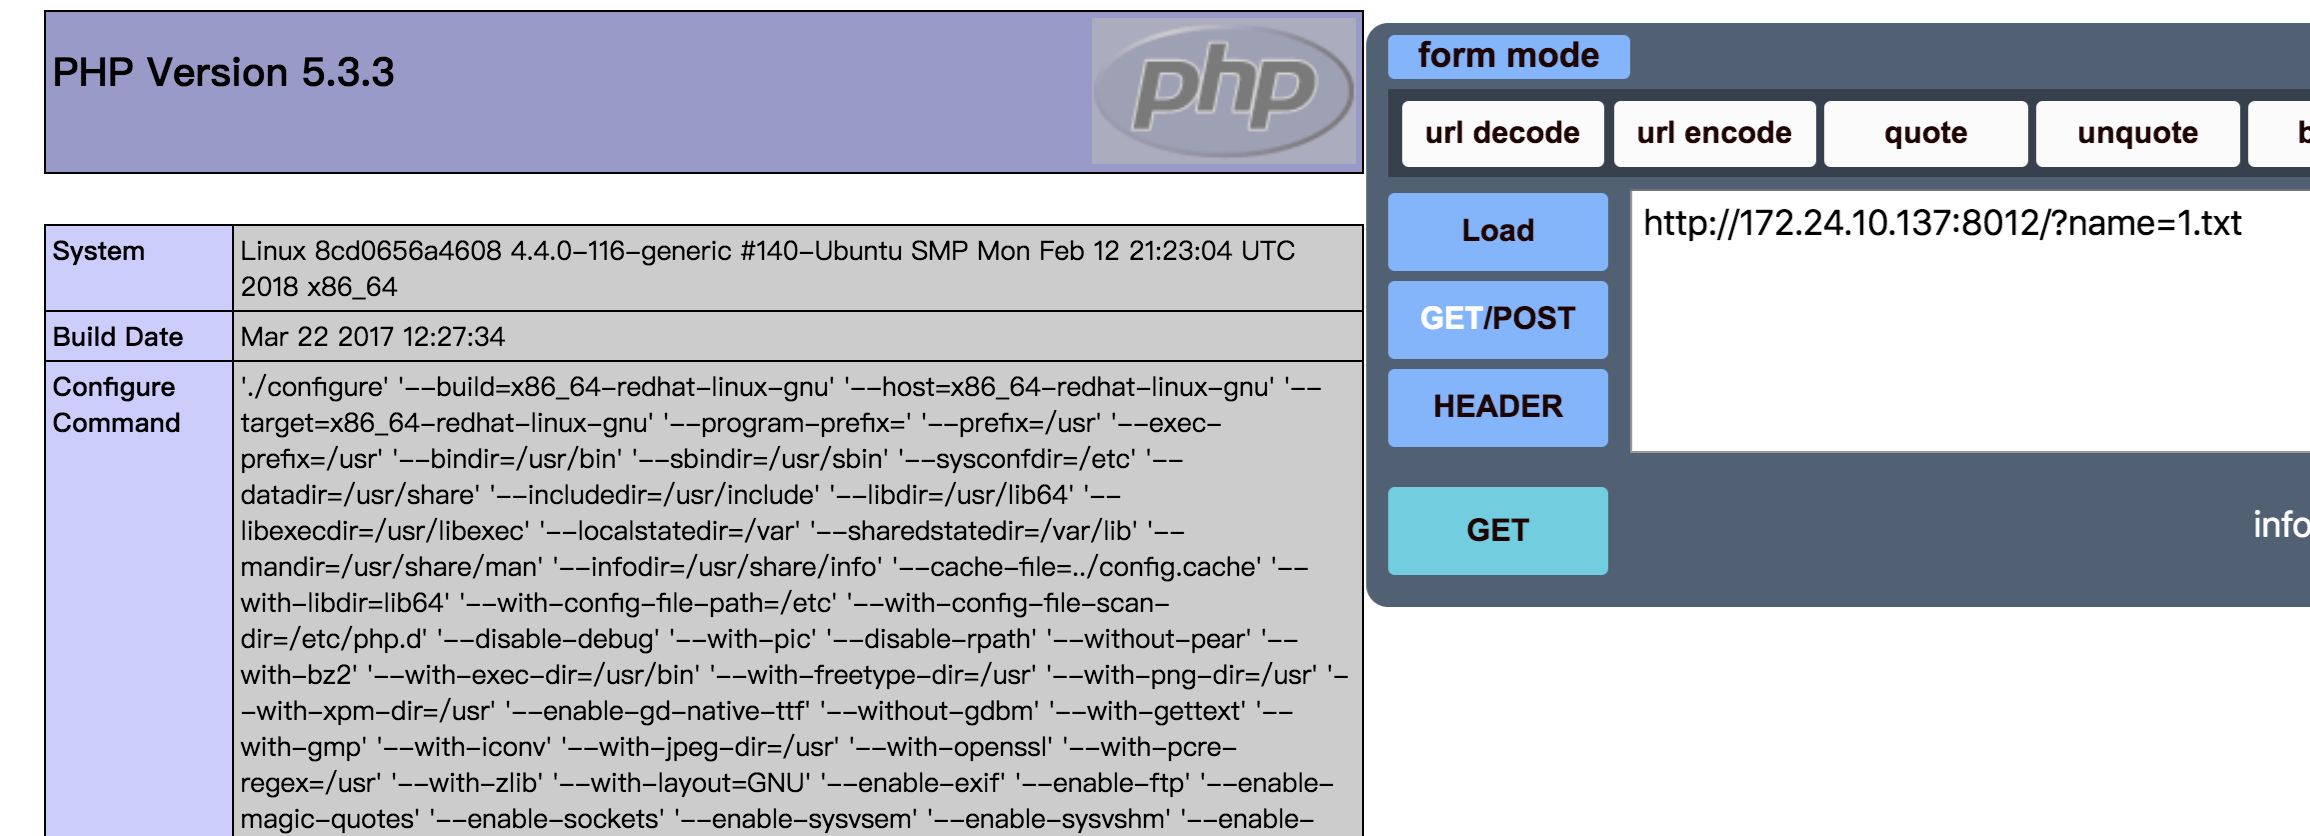 PHP Version 5.3.3
php
System
Linux 8cd0656a4608 4.4.0-116-generic #140-Ubuntu SMP Mon Feb 12 21:23:04 UTC
2018 x86_64
Build Date
Mar 22 2017 12:27:34
Configure
Command
'./configure' '--build=x86_64-redhat-linux-gnu' '--host=x86_64-redhat-linux-gnu' '--
target=x86_64-redhat-linux-gnu' '--program-prefix=' '--prefix=/usr' '--exec-
prefix=/usr' '--bindir=/usr/bin' '--sbindir=/usr/sbin' '--sysconfdir=/etc' '--
datadir=/usr/share' '--includedir=/usr/include' '--libdir=/usr/lib64' '--
libexecdir=/usr/libexec' '--localstatedir=/var' '--sharedstatedir=/var/lib' '--
mandir=/usr/share/man' '--infodir=/usr/share/info' '--cache-file=../config.cache' '--
with-libdir=lib64' '--with-config-file-path=/etc' '--with-config-file-scan-
dir=/etc/php.d' '--disable-debug' '--with-pic' '--disable-rpath' '--without-pear' '--
with-bz2' '--with-exec-dir=/usr/bin' '--with-freetype-dir=/usr' '--with-png-dir=/usr' '-
-with-xpm-dir=/usr' '--enable-gd-native-ttf' '--without-gdbm' '--with-gettext' '--
with-gmp' '--with-iconv' '--with-jpeg-dir=/usr' '--with-openssl' '--with-pcre-
regex=/usr' '--with-zlib' '--with-layout=GNU' '--enable-exif' '--enable-ftp' '--enable-
magic-quotes' '--enable-sockets' '--enable-sysvsem' '--enable-sysvshm' '--enable-
form mode
url decode
url encode
quote
unquote
Load
http://172.24.10.137:8012/?name=1.txt
GET/POST
HEADER
GET
info